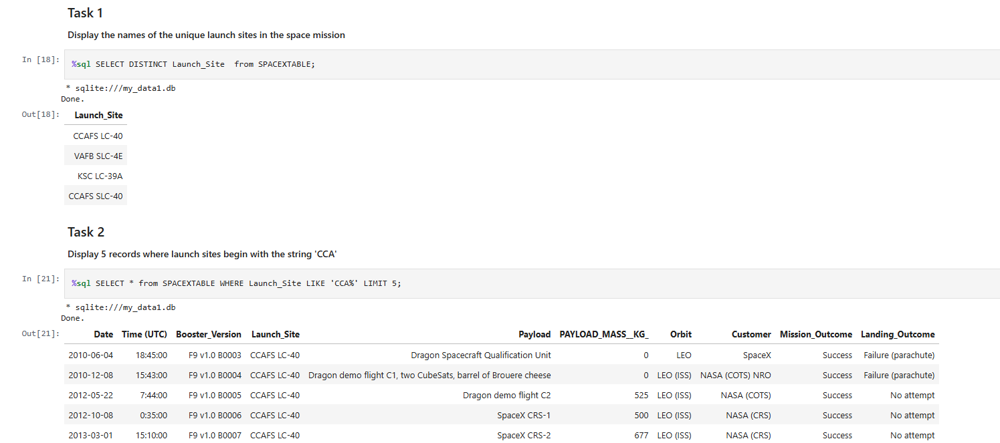 Task 1
Display the names of the unique launch sites in the space mission
In [18]: %sql SELECT DISTINCT Launch_Site  from SPACEXTABLE;
* sqlite:///my_data1.db
Done.
Out[18]: Launch_Site
CCAFS LC-40
VAFB SLC-4E
KSC LC-39A
CCAFS SLC-40
Task 2
Display 5 records where launch sites begin with the string 'CCA'
In [21]: %sql SELECT * from SPACEXTABLE WHERE Launch_Site LIKE 'CCA%' LIMIT 5;
* sqlite:///my_data1.db
Done.
Out[21]: Date Time (UTC) Booster_Version Launch_Site Payload PAYLOAD_MASS__KG_ Orbit Customer Mission_Outcome Landing_Outcome
2010-06-04 18:45:00 F9 v1.0 B0003 CCAFS LC-40 Dragon Spacecraft Qualification Unit 0 LEO SpaceX Success Failure (parachute)
2010-12-08 15:43:00 F9 v1.0 B0004 CCAFS LC-40 Dragon demo flight C1, two CubeSats, barrel of Brouere cheese 0 LEO (ISS) NASA (COTS) NRO Success Failure (parachute)
2012-05-22 7:44:00 F9 v1.0 B0005 CCAFS LC-40 Dragon demo flight C2 525 LEO (ISS) NASA (COTS) Success No attempt
2012-10-08 0:35:00 F9 v1.0 B0006 CCAFS LC-40 SpaceX CRS-1 500 LEO (ISS) NASA (CRS) Success No attempt
2013-03-01 15:10:00 F9 v1.0 B0007 CCAFS LC-40 SpaceX CRS-2 677 LEO (ISS) NASA (CRS) Success No attempt